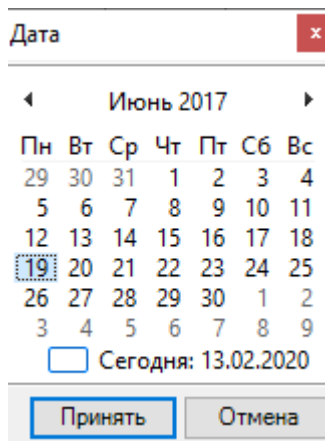 Дата
Июнь 2017
Пн Вт Ср Чт Пт Сб Вс
29 30 31 1 2 3 4
5 6 7 8 9 10 11
12 13 14 15 16 17 18
19 20 21 22 23 24 25
26 27 28 29 30 1 2
3 4 5 6 7 8 9
Сегодня: 13.02.2020
Принять Отмена